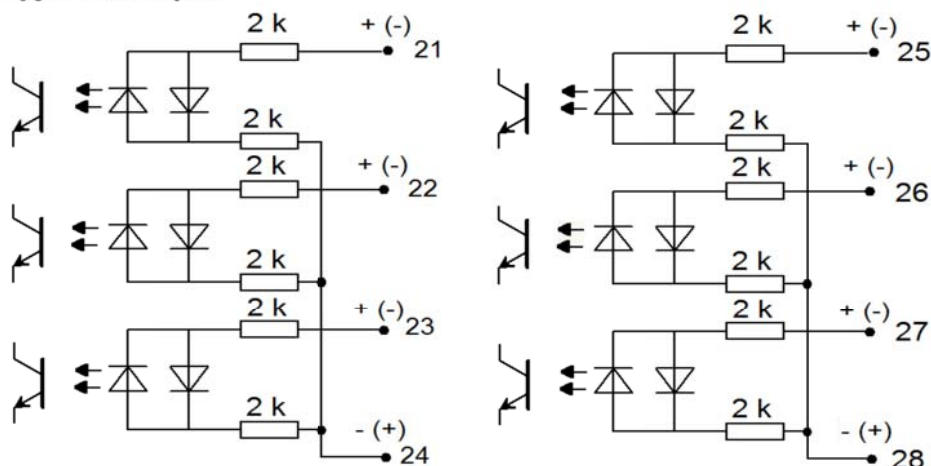 2 k + (-) 21
2 k
2 k + (-) 22
2 k
2 k + (-) 23
2 k
- (+) 24
2 k + (-) 25
2 k
2 k + (-) 26
2 k
2 k + (-) 27
2 k
- (+) 28